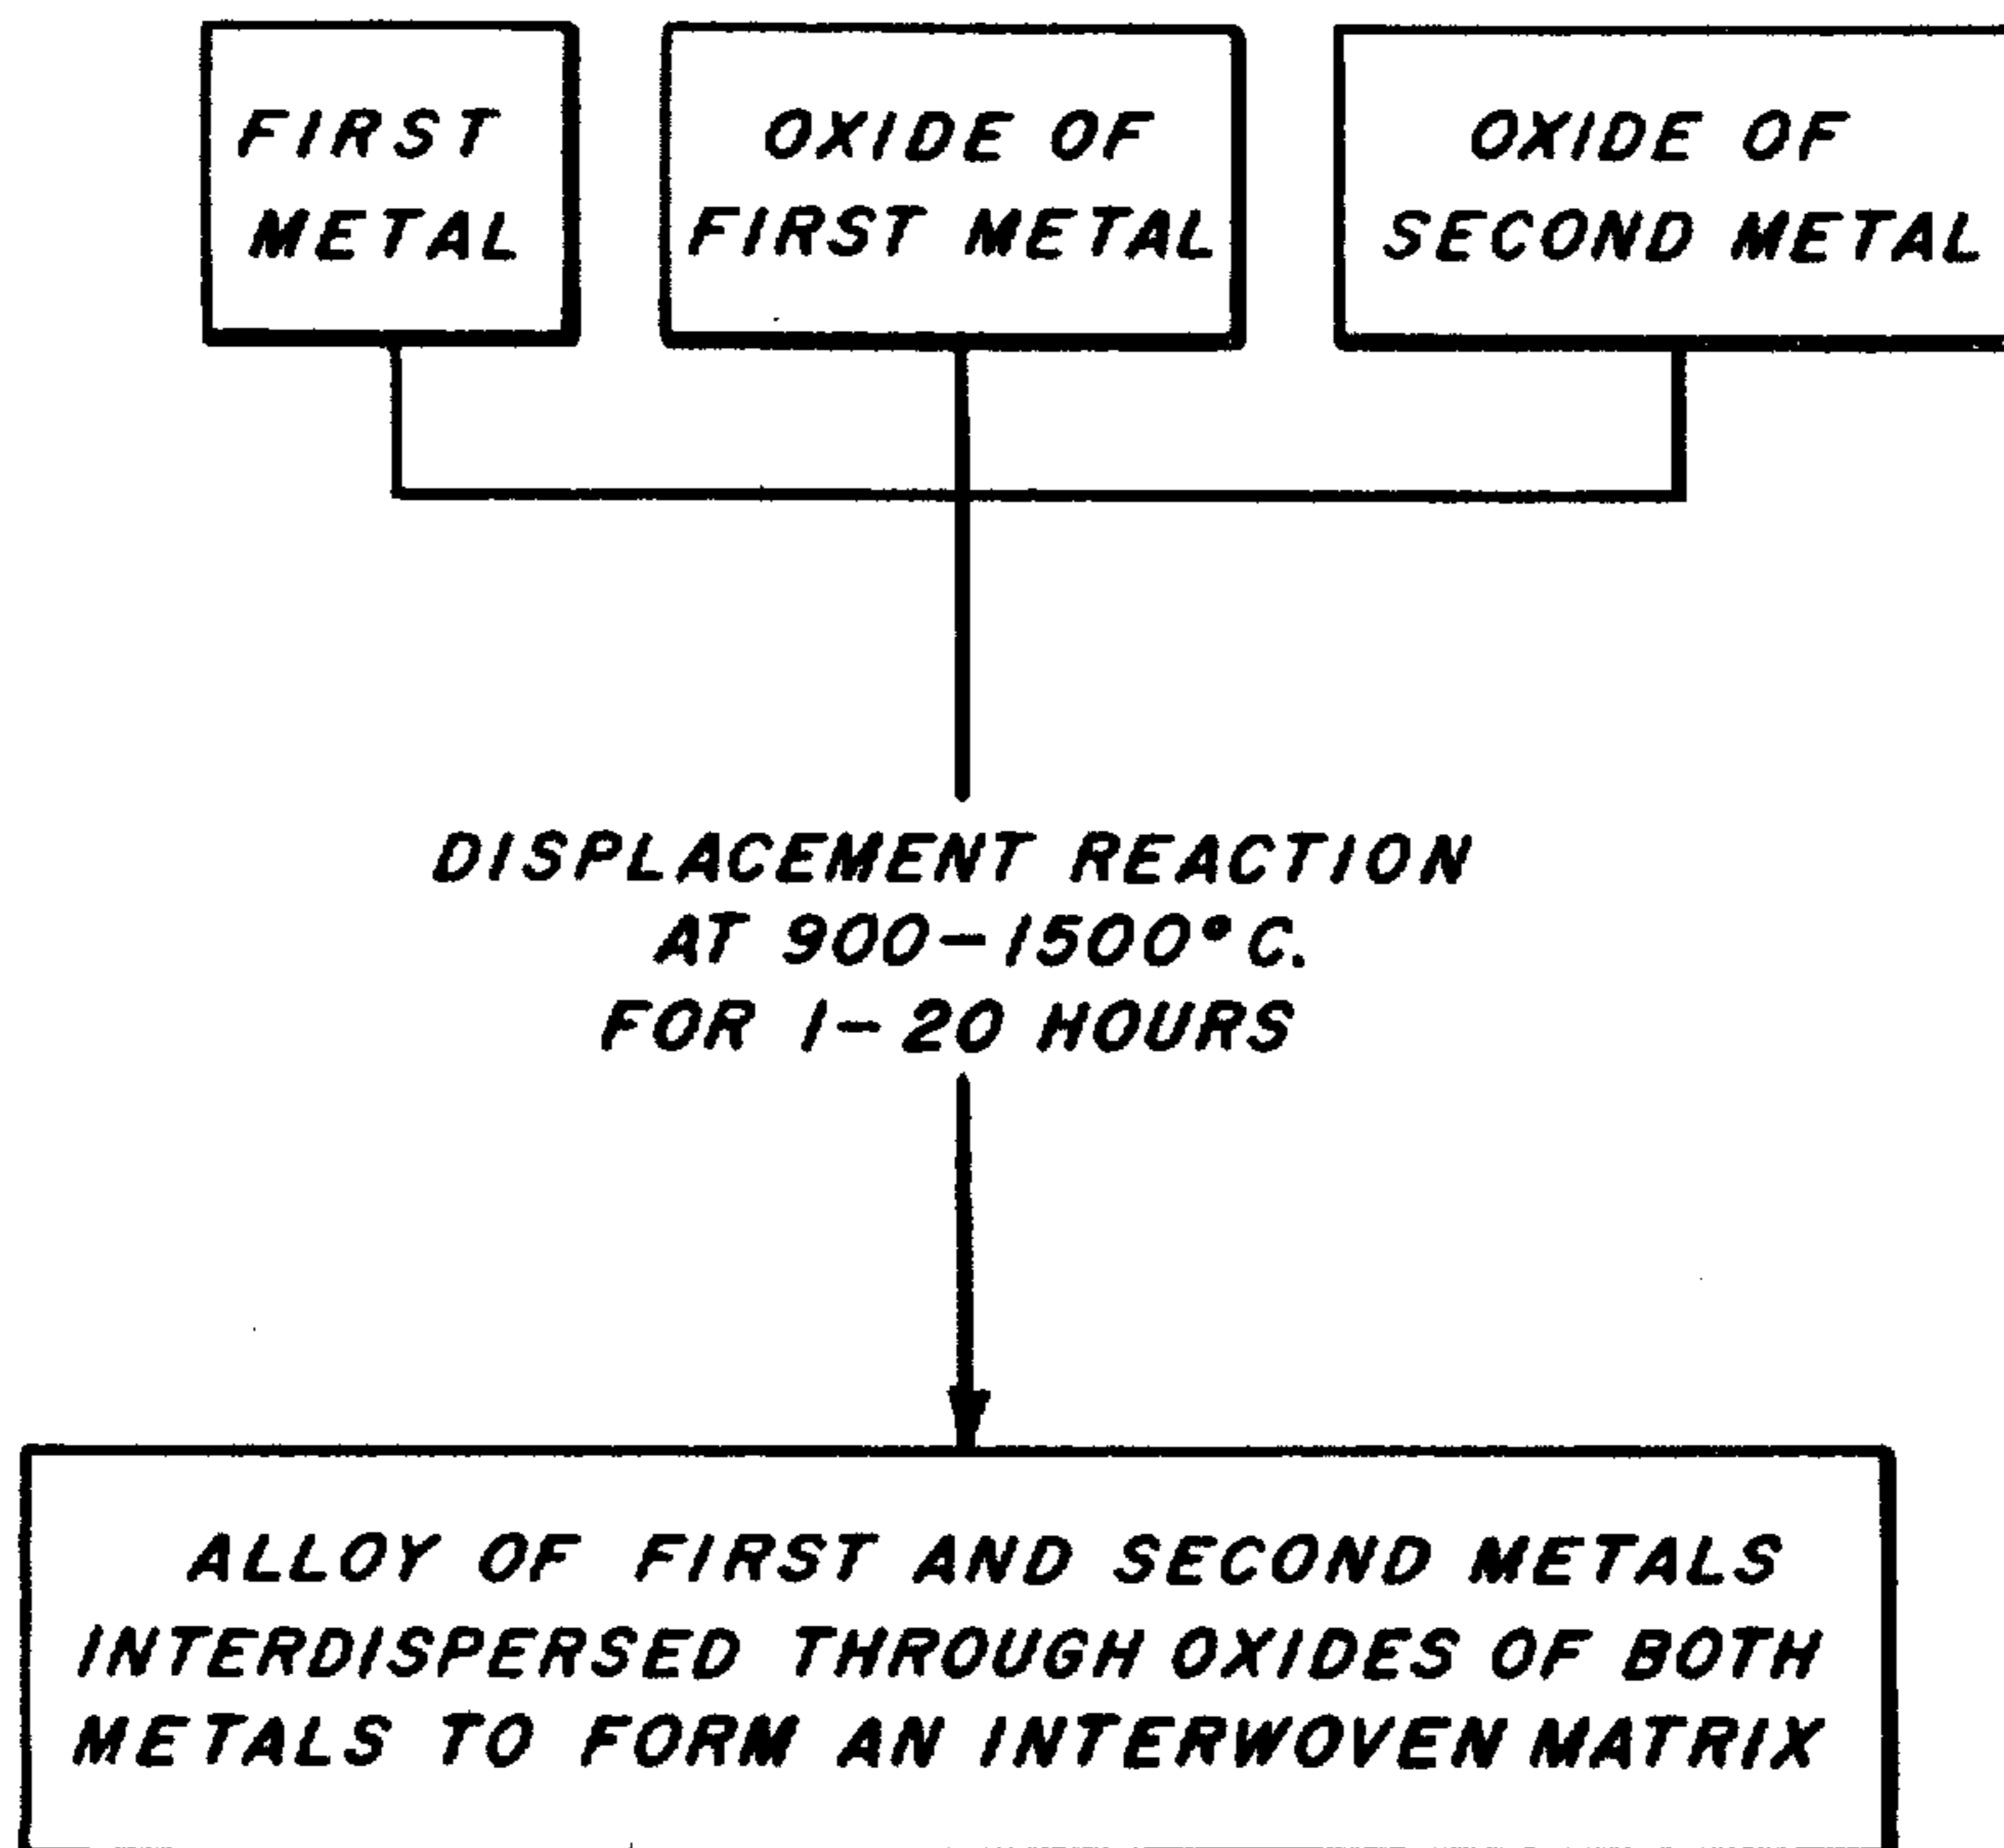 FIRST
METAL
OXIDE OF
FIRST METAL
OXIDE OF
SECOND METAL
DISPLACEMENT REACTION
AT 900-1500°C.
FOR 1-20 HOURS
ALLOY OF FIRST AND SECOND METALS
INTERDISPERSED THROUGH OXIDES OF BOTH
METALS TO FORM AN INTERWOVEN MATRIX